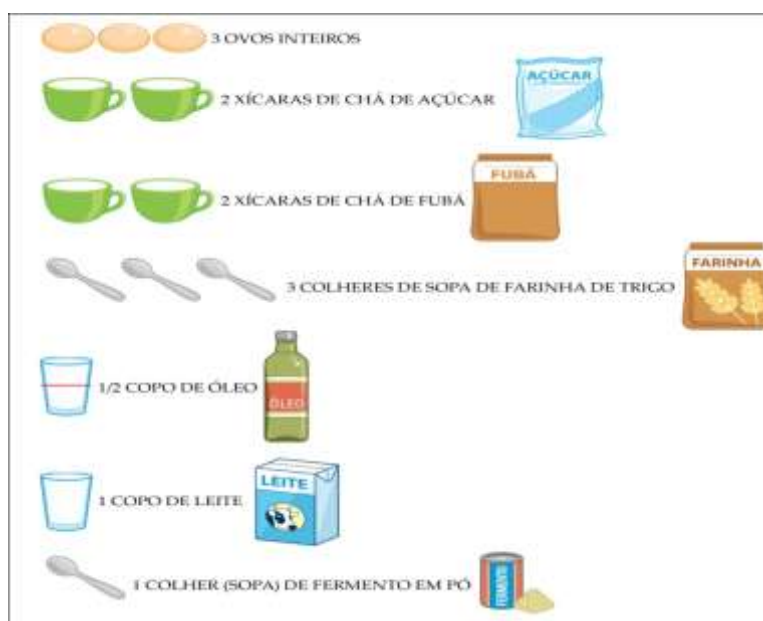 3 OVOS INTEIROS
2 XÍCARAS DE CHÁ DE AÇÚCAR
AÇÚCAR
2 XÍCARAS DE CHÁ DE FUBÁ
FUBÁ
3 COLHERES DE SOPA DE FARINHA DE TRIGO
FARINHA
1/2 COPO DE ÓLEO
ÓLEO
1 COPO DE LEITE
LEITE
1 COLHER (SOPA) DE FERMENTO EM PÓ
FERMENTO